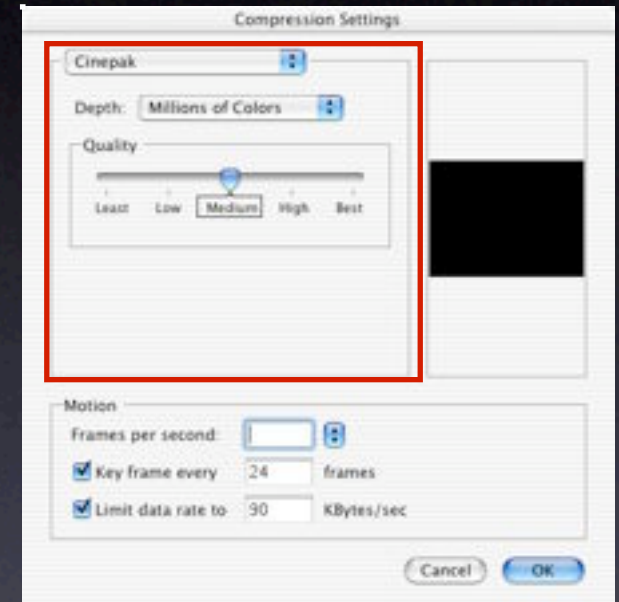 Compression Settings
Cinepak
Depth: Millions of Colors
Quality
Least Low Medium High Best
Motion
Frames per second:
Key frame every 24 frames
Limit data rate to 90 KBytes/sec
Cancel OK